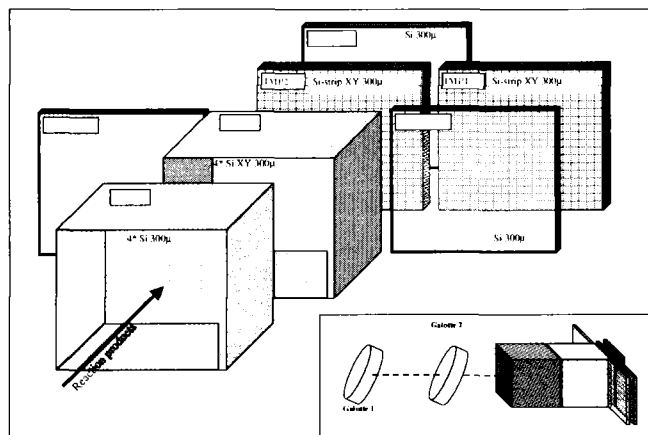 Si 300μ
Si-strip XY 300μ
Si-strip XY 300μ
4* Si XY 300μ
4* Si 300μ
Si 300μ
Reaction products
Galotte 2
Galotte 1